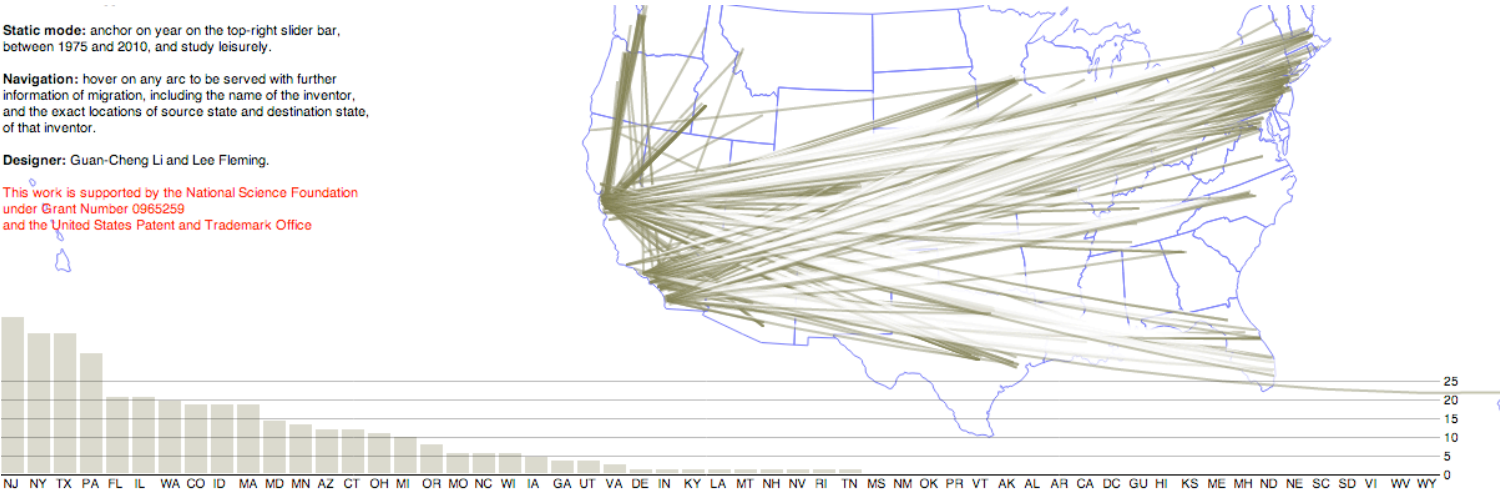 Static mode: anchor on year on the top-right slider bar,
between 1975 and 2010, and study leisurely.
Navigation: hover on any arc to be served with further
information of migration, including the name of the inventor,
and the exact locations of source state and destination state,
of that inventor.
Designer: Guan-Cheng Li and Lee Fleming.
This work is supported by the National Science Foundation
under Grant Number 0965259
and the United States Patent and Trademark Office
25
20
15
10
5
0
NJ NY TX PA FL IL WA CO ID MA MD MN AZ CT OH MI OR MO NC WI IA GA UT VA DE IN KY LA MT NH NV RI TN MS NM OK PR VT AK AL AR CA DC GU HI KS ME MH ND NE SC SD VI WV WY